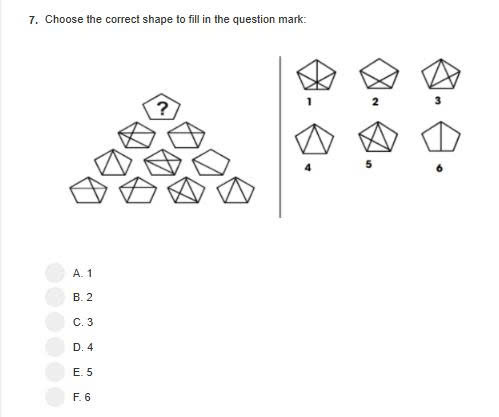 7. Choose the correct shape to fill in the question mark:
?
1 2 3
4 5 6
A. 1
B. 2
C. 3
D. 4
E. 5
F. 6